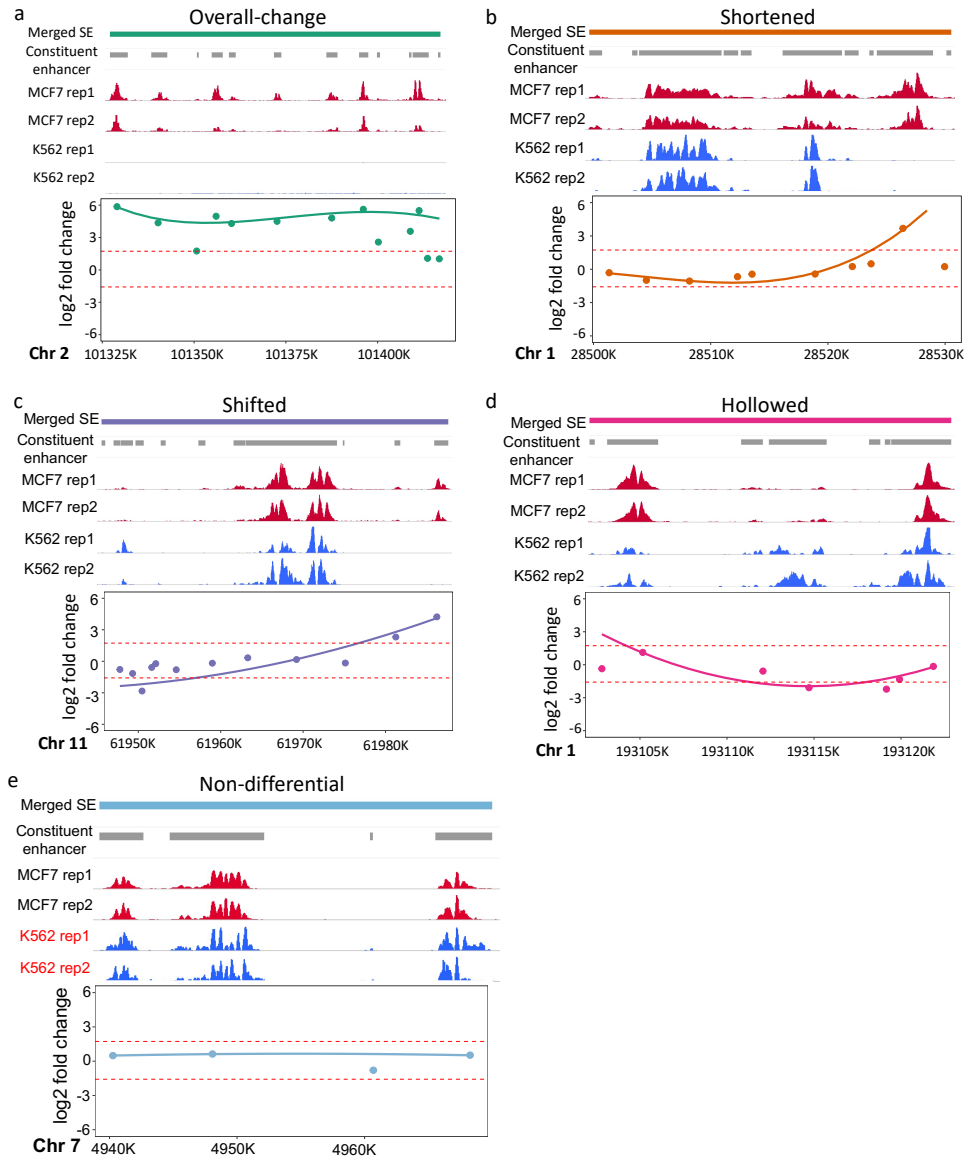 a
Overall-change
Merged SE
Constituent
enhancer
MCF7 rep1
MCF7 rep2
K562 rep1
K562 rep2
log2 fold change
6
3
0
-3
-6
Chr 2
101325K
101350K
101375K
101400K
b
Shortened
Merged SE
Constituent
enhancer
MCF7 rep1
MCF7 rep2
K562 rep1
K562 rep2
log2 fold change
6
3
0
-3
-6
Chr 1
28500K
28510K
28520K
28530K
c
Shifted
Merged SE
Constituent
enhancer
MCF7 rep1
MCF7 rep2
K562 rep1
K562 rep2
log2 fold change
6
3
0
-3
-6
Chr 11
61950K
61960K
61970K
61980K
d
Hollowed
Merged SE
Constituent
enhancer
MCF7 rep1
MCF7 rep2
K562 rep1
K562 rep2
log2 fold change
6
3
0
-3
-6
Chr 1
193105K
193110K
193115K
193120K
e
Non-differential
Merged SE
Constituent
enhancer
MCF7 rep1
MCF7 rep2
K562 rep1
K562 rep2
log2 fold change
6
3
0
-3
-6
Chr 7
4940K
4950K
4960K